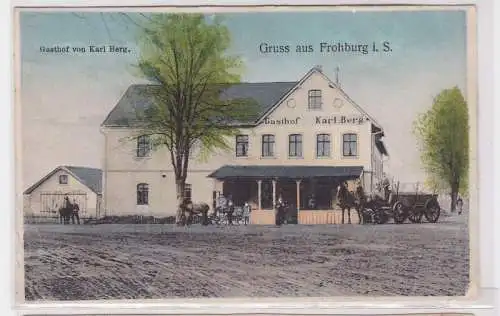 Gasthof von Karl Berg.
Gruss aus Frohburg i. S.
Gasthof Karl Berg.